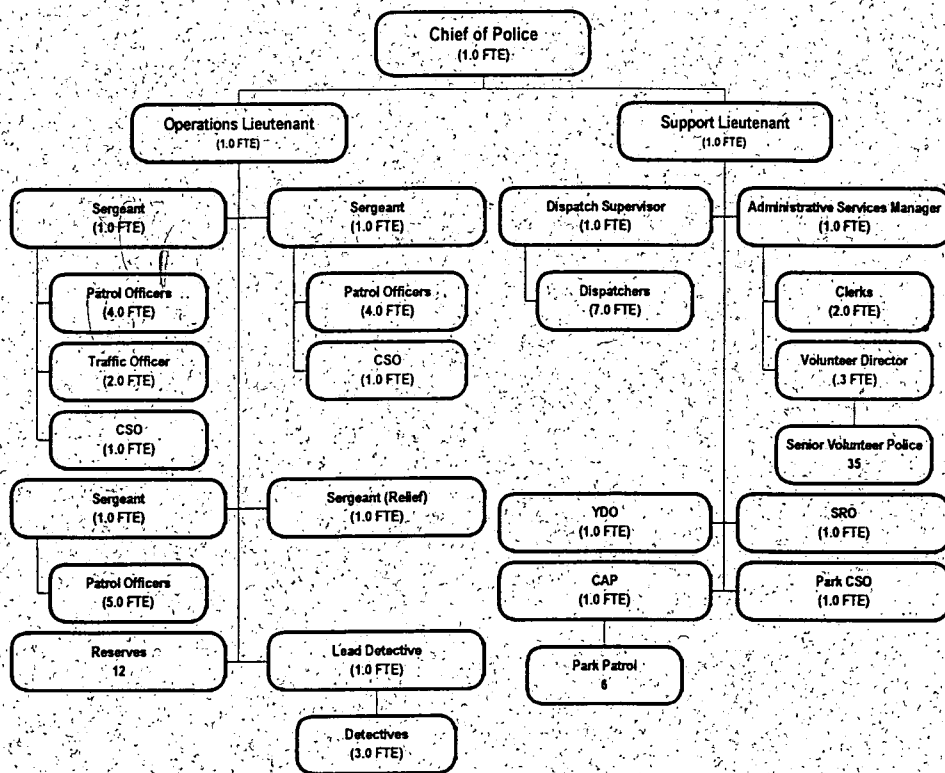 Chief of Police
(1.0 FTE)
Operations Lieutenant
(1.0 FTE)
Support Lieutenant
(1.0 FTE)
Sergeant
(1.0 FTE)
Sergeant
(1.0 FTE)
Dispatch Supervisor
(1.0 FTE)
Administrative Services Manager
(1.0 FTE)
Patrol Officers
(4.0 FTE)
Patrol Officers
(4.0 FTE)
Dispatchers
(7.0 FTE)
Clerks
(2.0 FTE)
Traffic Officer
(2.0 FTE)
CSO
(1.0 FTE)
Volunteer Director
(.3 FTE)
CSO
(1.0 FTE)
Senior Volunteer Police
35
Sergeant
(1.0 FTE)
Sergeant (Relief)
(1.0 FTE)
YDO
(1.0 FTE)
SRO
(1.0 FTE)
Patrol Officers
(5.0 FTE)
CAP
(1.0 FTE)
Park CSO
(1.0 FTE)
Reserves
12
Lead Detective
(1.0 FTE)
Park Patrol
6
Detectives
(3.0 FTE)